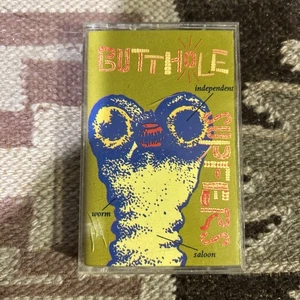 BUTTHOLE
independent
SURFERS
worm
saloon